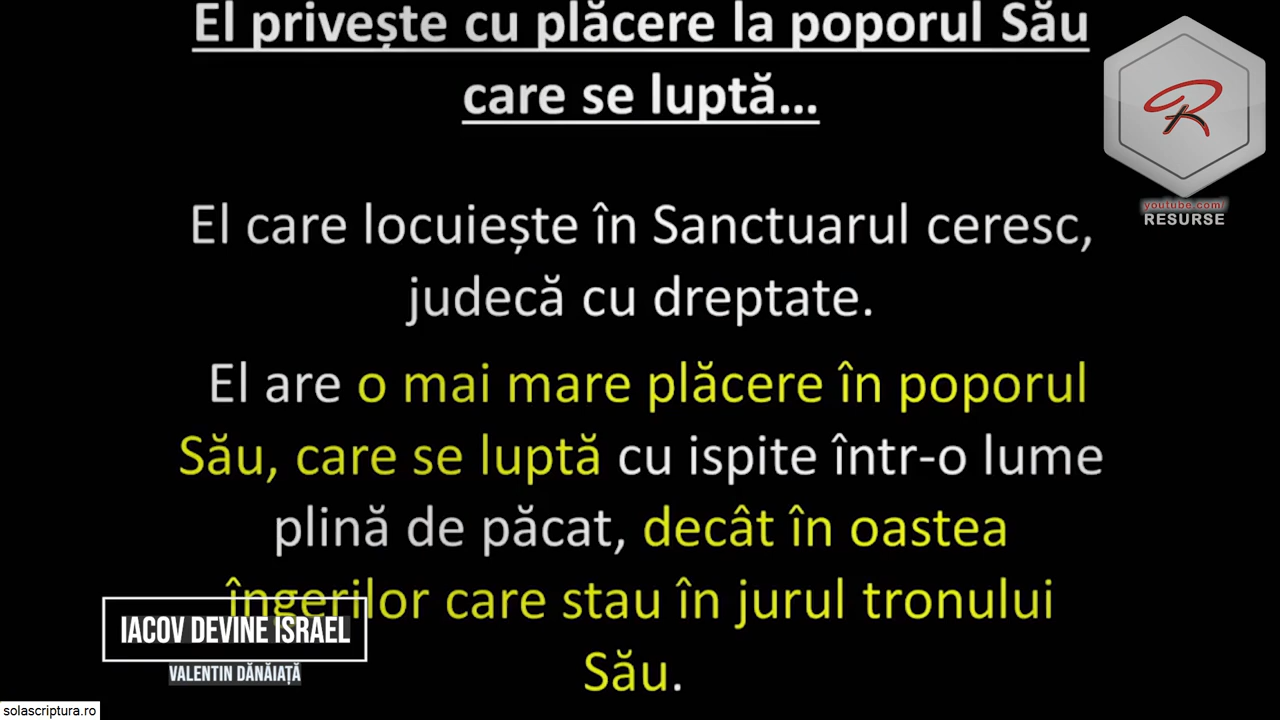 El privește cu plăcere la poporul Său
care se luptă...
youtube.com/
RESURSE
El care locuiește în Sanctuarul ceresc,
judecă cu dreptate.
El are o mai mare plăcere în poporul
Său, care se luptă cu ispite într-o lume
plină de păcat, decât în oastea
îngerilor care stau în jurul tronului
Său.
IACOV DEVINE ISRAEL
VALENTIN DĂNĂIAȚĂ
solascriptura.ro